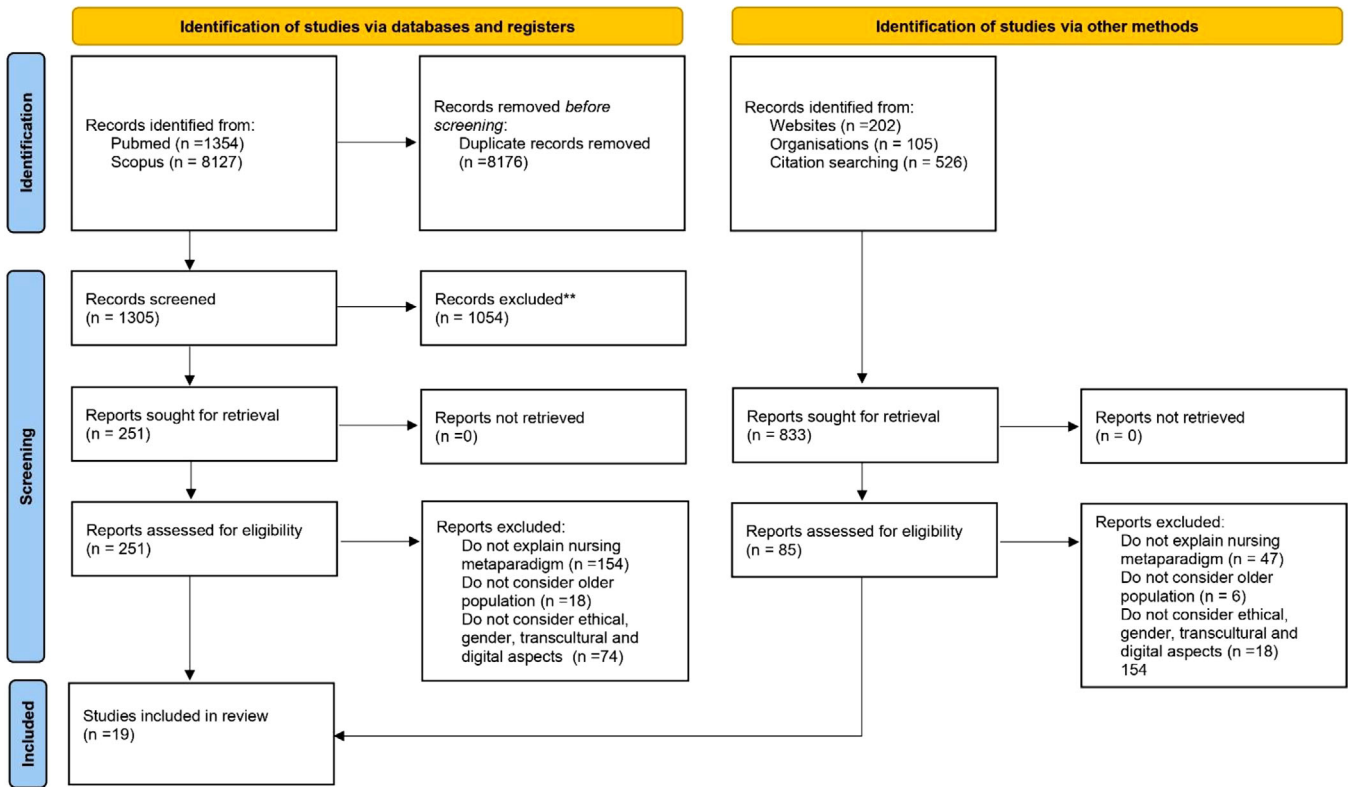 Identification of studies via databases and registers
Identification of studies via other methods
Identification
Records identified from:
Pubmed (n =1354)
Scopus (n = 8127)
Records removed before
screening:
Duplicate records removed
(n =8176)
Records identified from:
Websites (n =202)
Organisations (n = 105)
Citation searching (n = 526)
Screening
Records screened
(n = 1305)
Records excluded**
(n = 1054)
Reports sought for retrieval
(n = 251)
Reports not retrieved
(n =0)
Reports sought for retrieval
(n = 833)
Reports not retrieved
(n = 0)
Reports assessed for eligibility
(n = 251)
Reports excluded:
Do not explain nursing
metaparadigm (n =154)
Do not consider older
population (n =18)
Do not consider ethical,
gender, transcultural and
digital aspects (n =74)
Reports assessed for eligibility
(n = 85)
Reports excluded:
Do not explain nursing
metaparadigm (n = 47)
Do not consider older
population (n = 6)
Do not consider ethical,
gender, transcultural and
digital aspects (n =18)
154
Included
Studies included in review
(n =19)